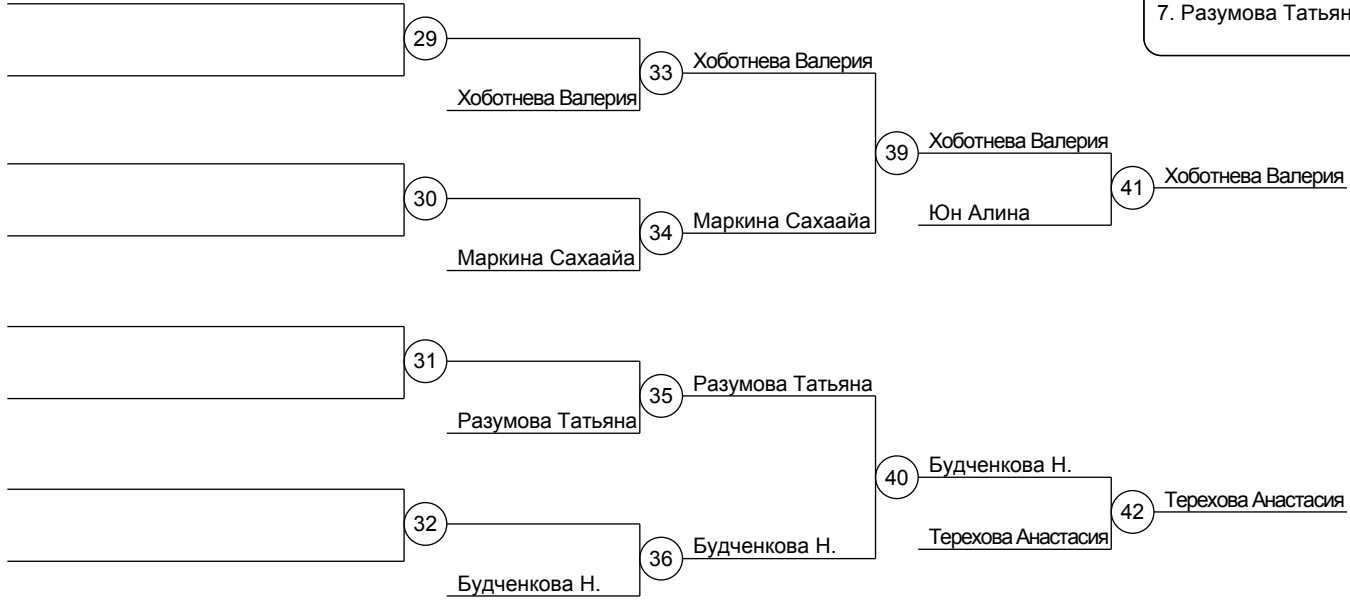 7. Разумова Татьян
29
33
Хоботнева Валерия
Хоботнева Валерия
39
Хоботнева Валерия
41
Хоботнева Валерия
30
34
Маркина Сахаайа
Юн Алина
Маркина Сахаайа
31
35
Разумова Татьяна
Разумова Татьяна
40
Будченкова Н.
42
Терехова Анастасия
32
36
Будченкова Н.
Терехова Анастасия
Будченкова Н.